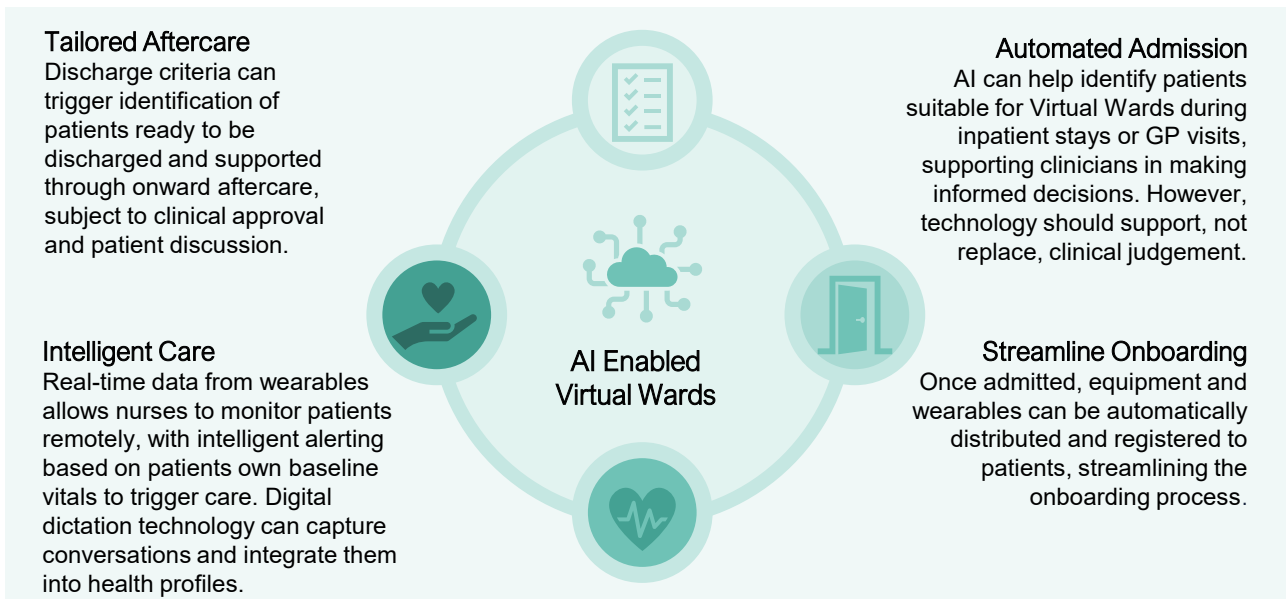 Tailored Aftercare
Discharge criteria can
trigger identification of
patients ready to be
discharged and supported
through onward aftercare,
subject to clinical approval
and patient discussion.
Automated Admission
AI can help identify patients
suitable for Virtual Wards during
inpatient stays or GP visits,
supporting clinicians in making
informed decisions. However,
technology should support, not
replace, clinical judgement.
AI Enabled
Virtual Wards
Intelligent Care
Real-time data from wearables
allows nurses to monitor patients
remotely, with intelligent alerting
based on patients own baseline
vitals to trigger care. Digital
dictation technology can capture
conversations and integrate them
into health profiles.
Streamline Onboarding
Once admitted, equipment and
wearables can be automatically
distributed and registered to
patients, streamlining the
onboarding process.